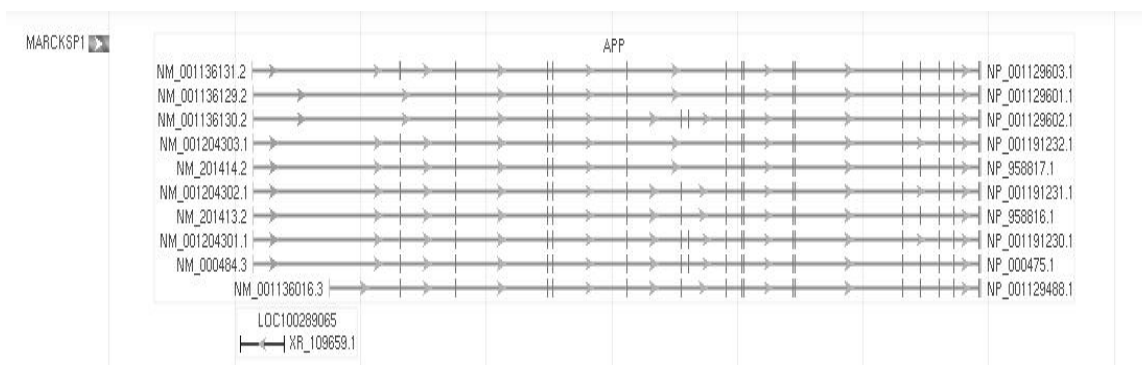 MARCKSP1
APP
NM_001136131.2 NP_001129603.1
NM_001136129.2 NP_001129601.1
NM_001136130.2 NP_001129602.1
NM_001204303.1 NP_001191232.1
NM_201414.2 NP_958817.1
NM_001204302.1 NP_001191231.1
NM_201413.2 NP_958816.1
NM_001204301.1 NP_001191230.1
NM_000484.3 NP_000475.1
NM_001136016.3 NP_001129488.1
LOC100289065
XR_109659.1